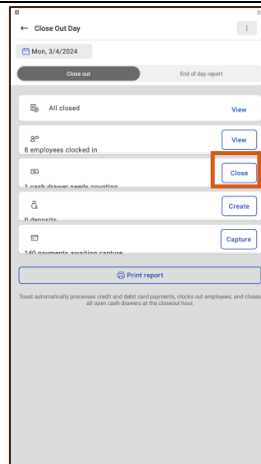 ← Close Out Day
Mon, 3/4/2024
Close out
End of day report
All closed
View
8 employees clocked in
View
1 cash drawer needs counting
Close
0 deposits
Create
140 payments awaiting capture
Capture
Print report
Toast automatically processes credit and debit card payments, clocks out employees, and closes
all open cash drawers at the closeout hour.